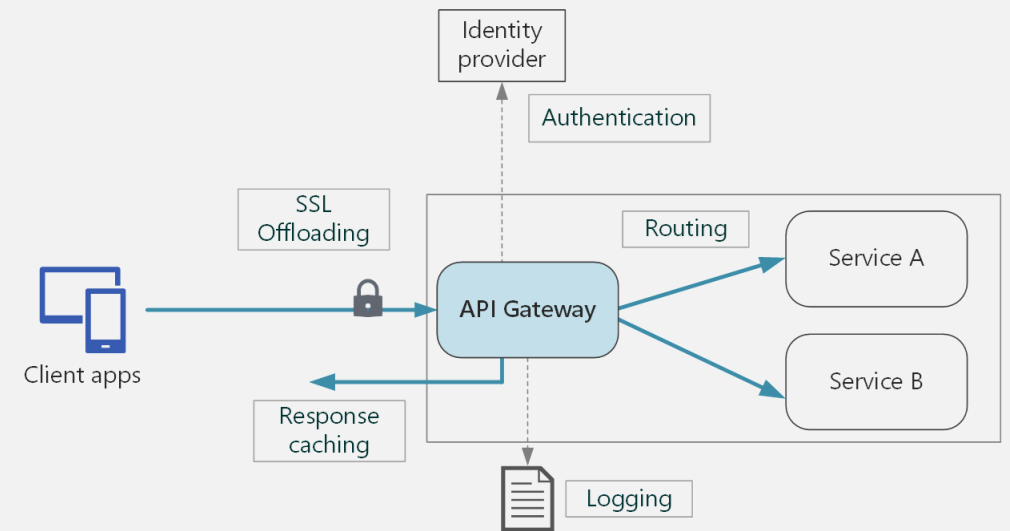 Identity
provider
Authentication
SSL
Offloading
Routing
Service A
API Gateway
Client apps
Service B
Response
caching
Logging